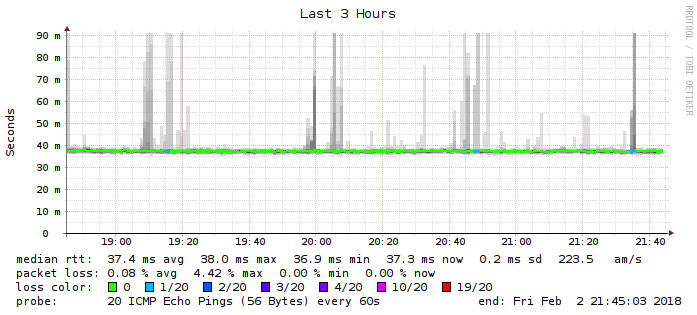 Last 3 Hours
RRDTOOL / TOBI OETIKER
Seconds
90 m
80 m
70 m
60 m
50 m
40 m
30 m
20 m
10 m
0
19:00 19:20 19:40 20:00 20:20 20:40 21:00 21:20 21:40
median rtt: 37.4 ms avg 38.0 ms max 36.9 ms min 37.3 ms now 0.2 ms sd 223.5 am/s
packet loss: 0.08 % avg 4.42 % max 0.00 % min 0.00 % now
loss color: 0 1/20 2/20 3/20 4/20 10/20 19/20
probe: 20 ICMP Echo Pings (56 Bytes) every 60s end: Fri Feb 2 21:45:03 2018